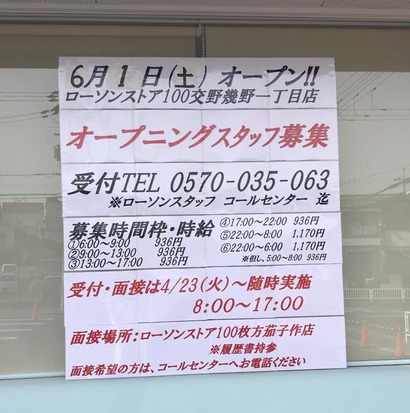 6月1日(土) オープン!!
ローソンストア100交野幾野一丁目店
オープニングスタッフ募集
受付TEL 0570-035-063
※ローソンスタッフ コールセンター 迄
募集時間枠・時給
①6:00～9:00 936円
②9:00～13:00 936円
③13:00～17:00 936円
④17:00～22:00 936円
⑤22:00～8:00 1,170円
⑥22:00～6:00 1,170円
※但し、5:00～8:00 936円
受付・面接は4/23(火)～随時実施
8:00～17:00
面接場所:ローソンストア100枚方茄子作店
※履歴書持参
面接希望の方は、コールセンターへお電話ください